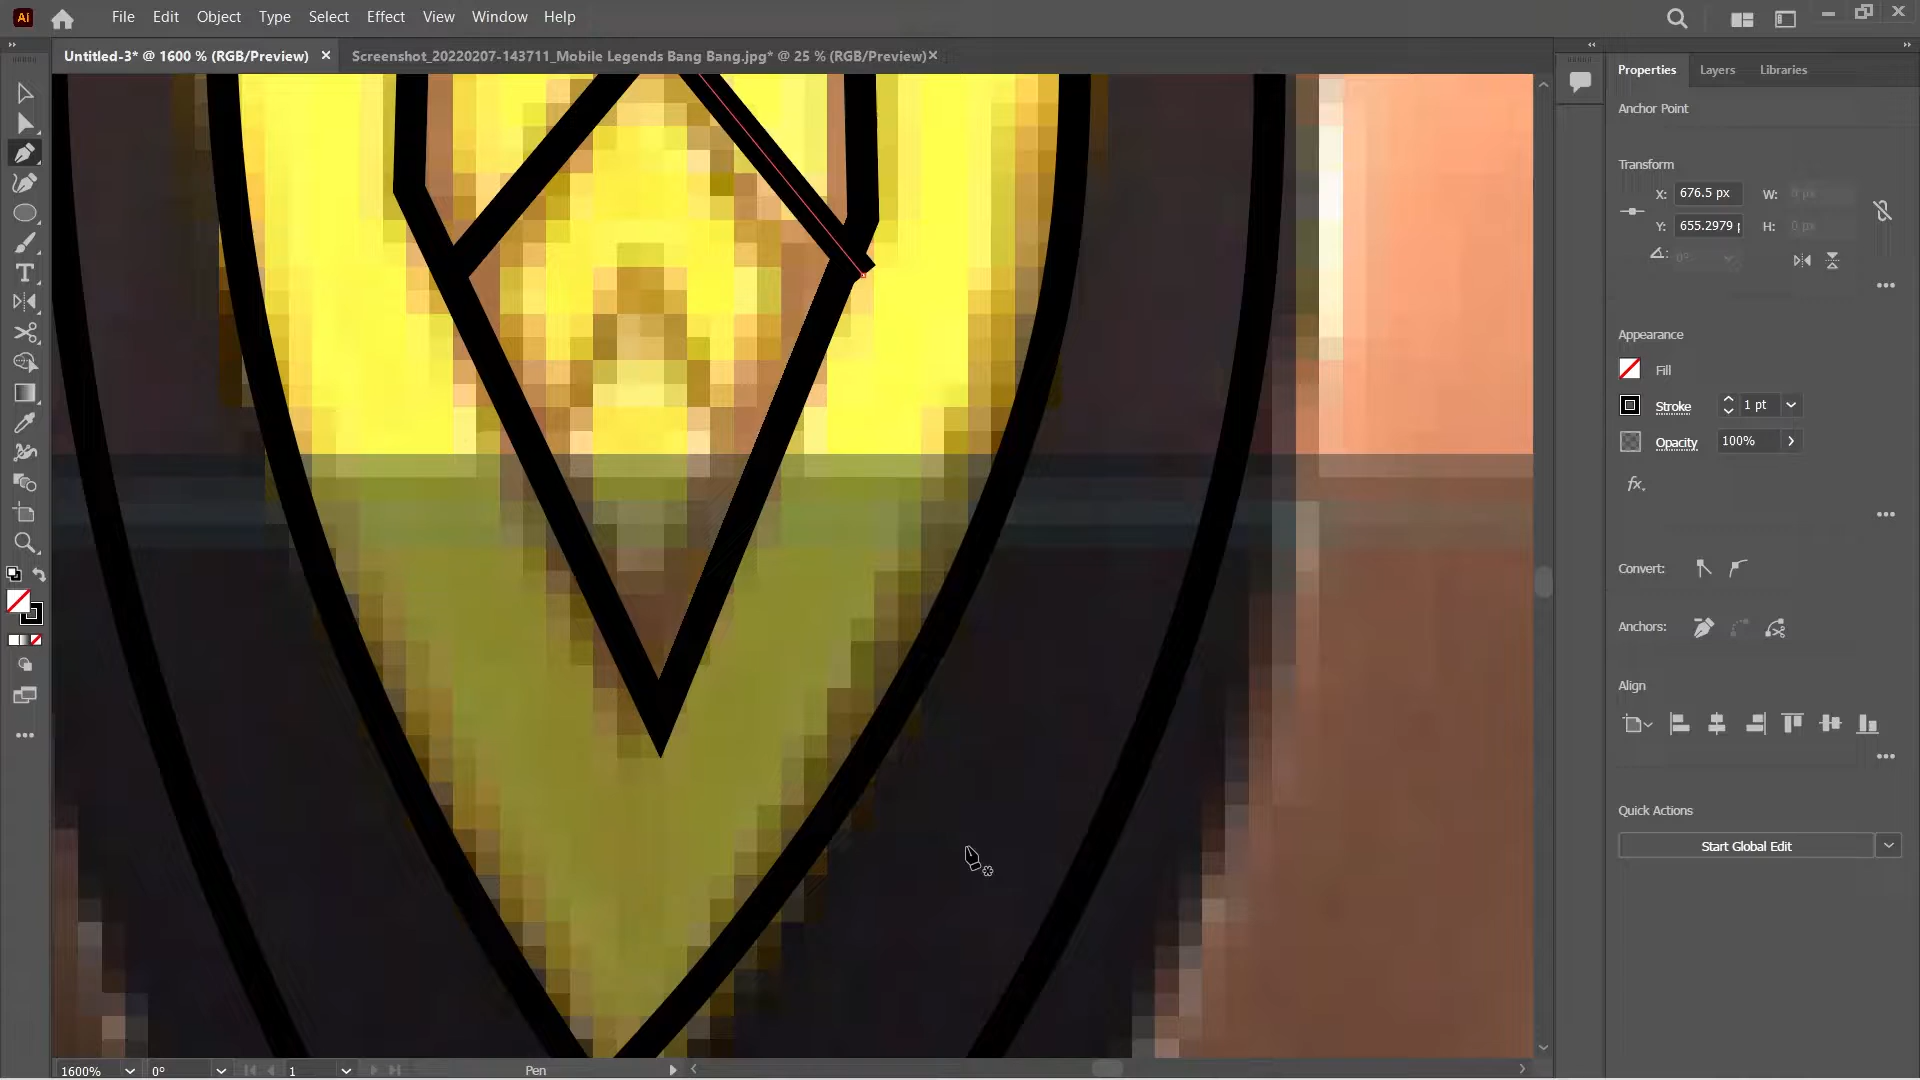 Ai File Edit Object Type Select Effect View Window Help
Untitled-3* @ 1600 % (RGB/Preview) Screenshot_20220207-143711_Mobile Legends Bang Bang.jpg* @ 25 % (RGB/Preview)
Properties Layers Libraries
Anchor Point
Transform
X: 676.5 px W: 0 px
Y: 655.2979 H: 0 px
0°
Appearance
Fill
Stroke 1 pt
Opacity 100%
fx.
Convert:
Anchors:
Align
Quick Actions
Start Global Edit
1600% 0° 1 Pen